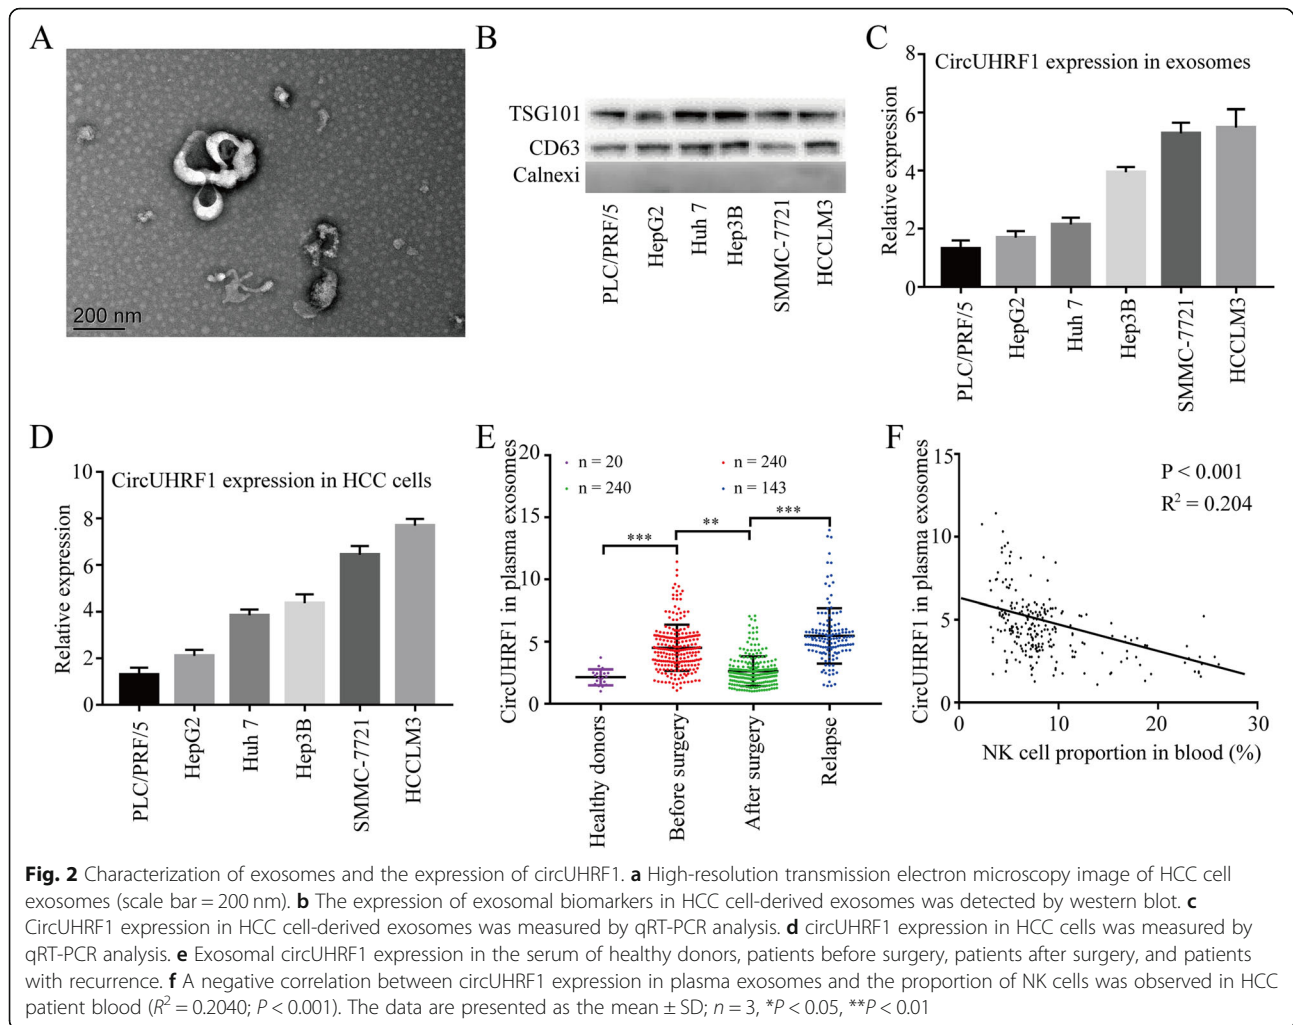 A
200 nm
B
TSG101
CD63
Calnexi
PLC/PRF/5
HepG2
Huh 7
Hep3B
SMMC-7721
HCCLM3
C
CircUHRF1 expression in exosomes
Relative expression
8
6
4
2
0
PLC/PRF/5
HepG2
Huh 7
Hep3B
SMMC-7721
HCCLM3
D
CircUHRF1 expression in HCC cells
Relative expression
10
8
6
4
2
0
PLC/PRF/5
HepG2
Huh 7
Hep3B
SMMC-7721
HCCLM3
E
CircUHRF1 in plasma exosomes
20
15
10
5
0
n = 20
n = 240
n = 240
n = 143
***
**
***
Healthy donors
Before surgery
After surgery
Relapse
F
CircUHRF1 in plasma exosomes
15
10
5
0
P < 0.001
R² = 0.204
0
10
20
30
NK cell proportion in blood (%)
Fig. 2 Characterization of exosomes and the expression of circUHRF1. a High-resolution transmission electron microscopy image of HCC cell
exosomes (scale bar = 200 nm). b The expression of exosomal biomarkers in HCC cell-derived exosomes was detected by western blot. c
CircUHRF1 expression in HCC cell-derived exosomes was measured by qRT-PCR analysis. d circUHRF1 expression in HCC cells was measured by
qRT-PCR analysis. e Exosomal circUHRF1 expression in the serum of healthy donors, patients before surgery, patients after surgery, and patients
with recurrence. f A negative correlation between circUHRF1 expression in plasma exosomes and the proportion of NK cells was observed in HCC
patient blood (R² = 0.2040; P < 0.001). The data are presented as the mean ± SD; n = 3, *P < 0.05, **P < 0.01